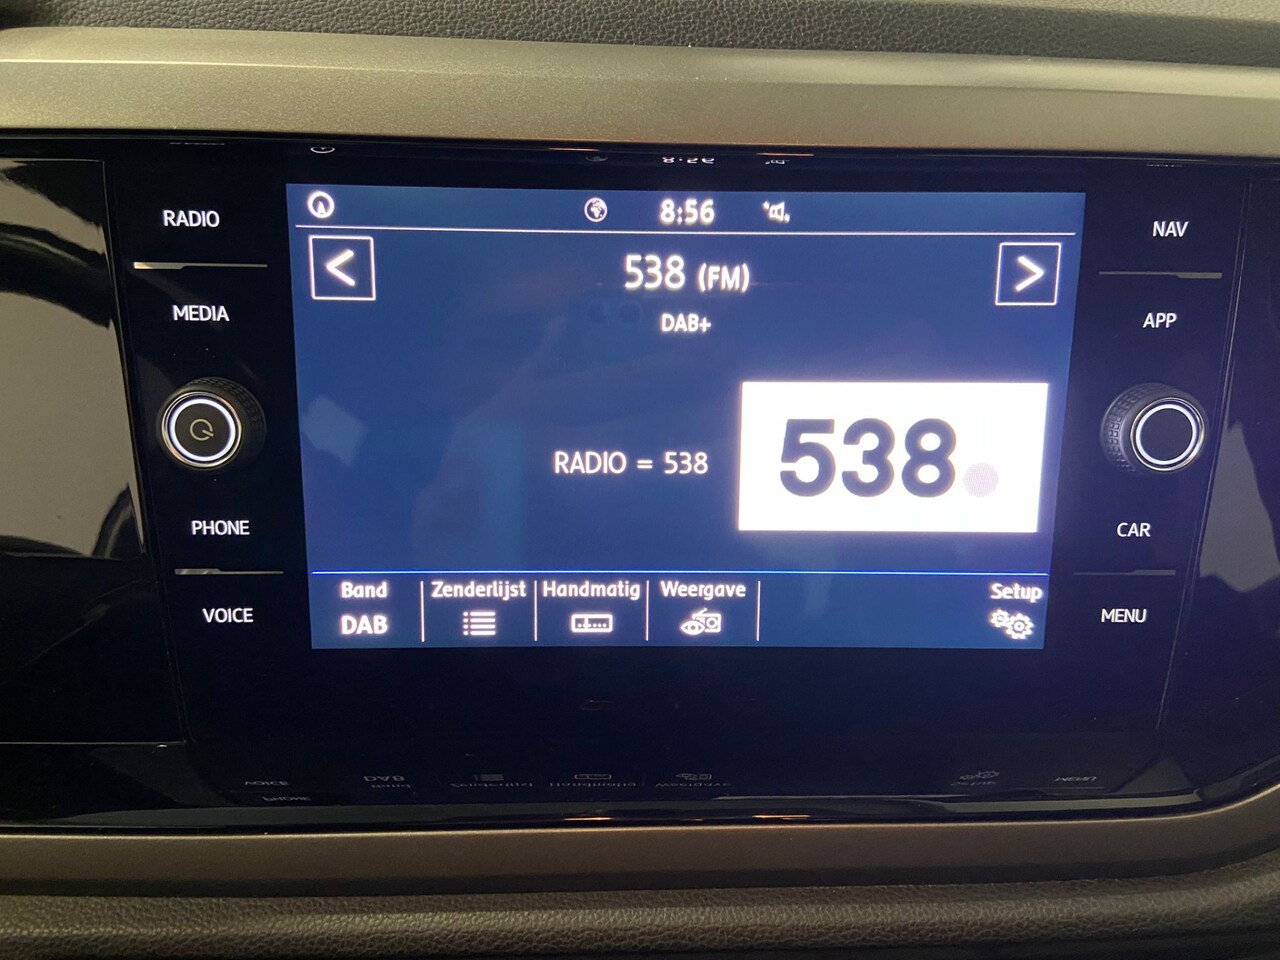 RADIO
MEDIA
PHONE
VOICE
8:56
538 (FM)
DAB+
RADIO = 538
538
Band
DAB
Zenderlijst
Handmatig
Weergave
Setup
NAV
APP
CAR
MENU